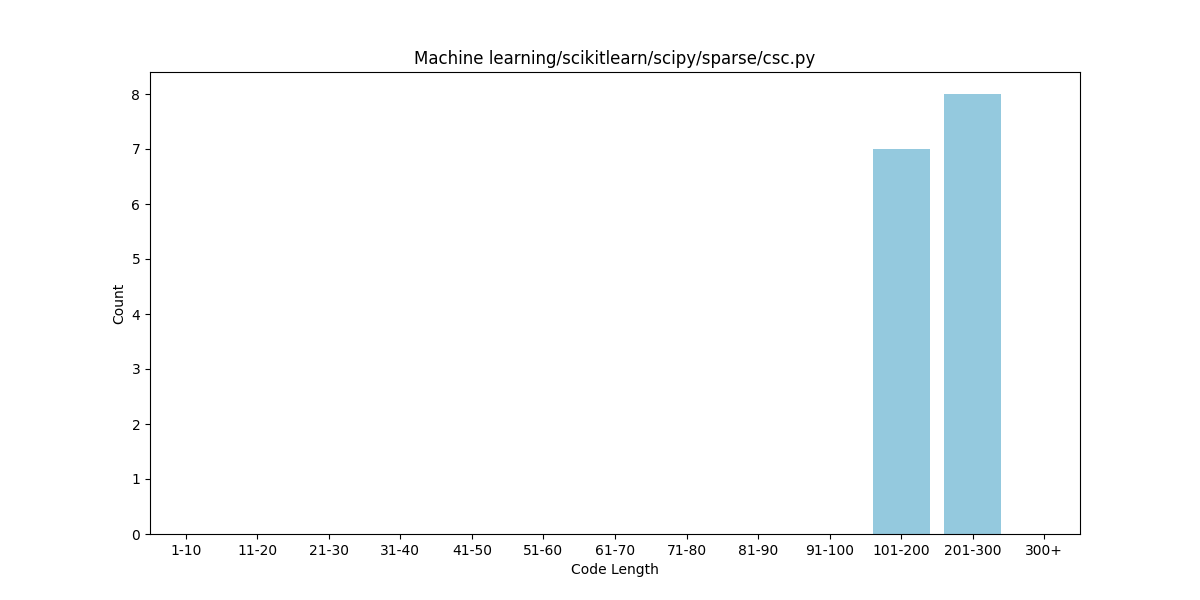 Machine learning/scikitlearn/scipy/sparse/csc.py
8
7
6
5
4
3
2
1
0
Count
1-10 11-20 21-30 31-40 41-50 51-60 61-70 71-80 81-90 91-100 101-200 201-300 300+
Code Length